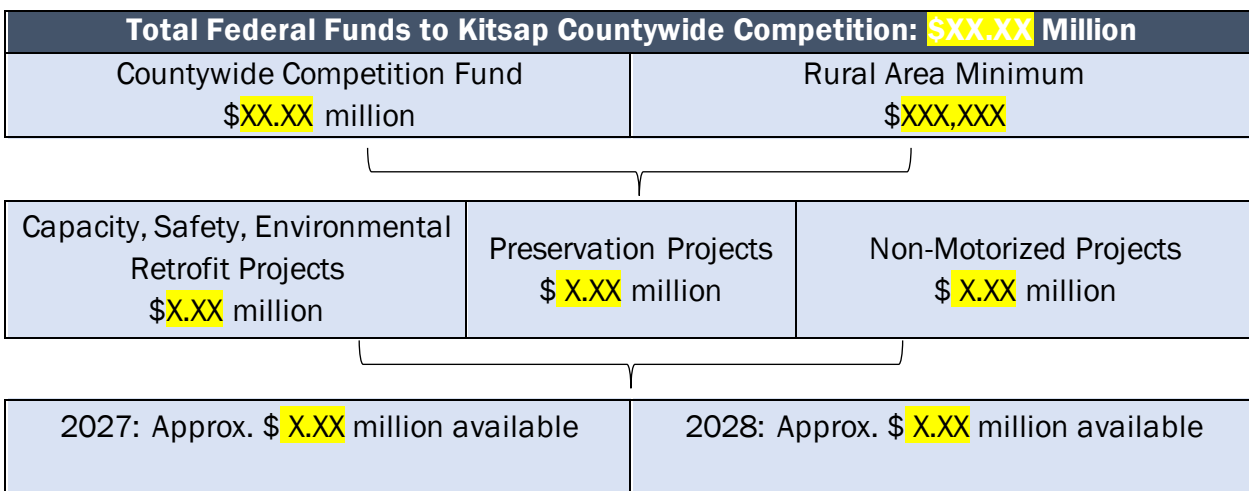 Total Federal Funds to Kitsap Countywide Competition: $XX.XX Million
Countywide Competition Fund
$XX.XX million
Rural Area Minimum
$XXX,XXX
Capacity, Safety, Environmental
Retrofit Projects
$X.XX million
Preservation Projects
$ X.XX million
Non-Motorized Projects
$ X.XX million
2027: Approx. $ X.XX million available
2028: Approx. $ X.XX million available